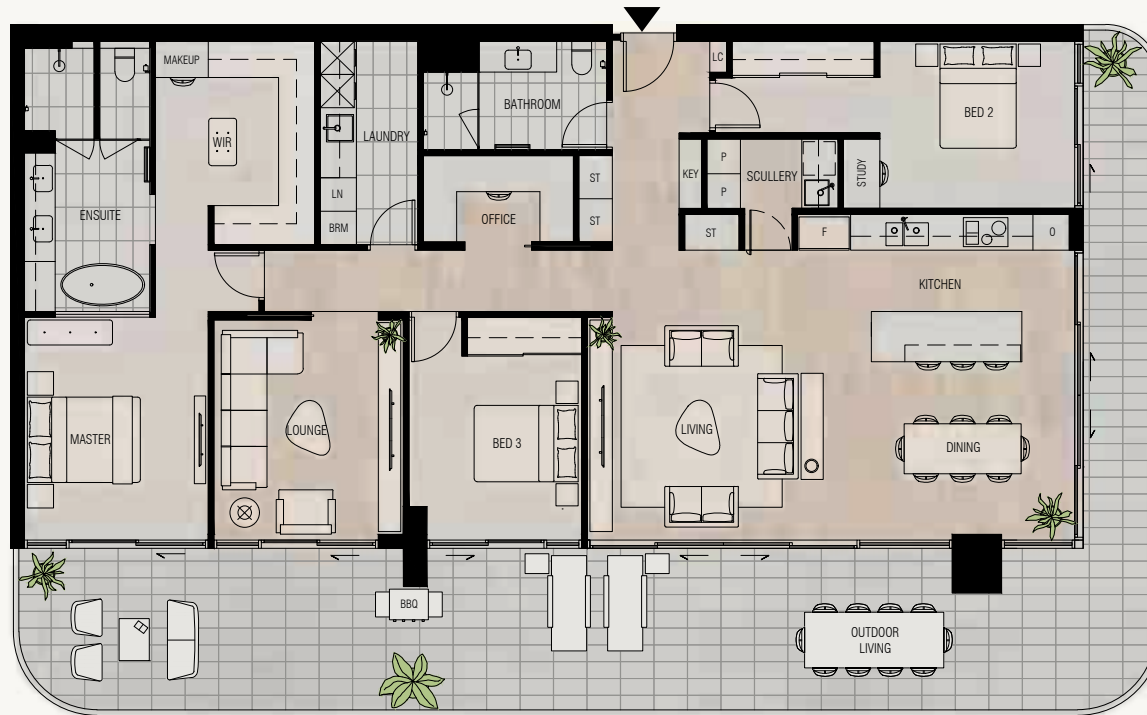 MAKEUP
LC
BATHROOM
BED 2
WIR
LAUNDRY
P
KEY
SCULLERY
STUDY
ST
P
LN
ENSUITE
OFFICE
ST
BRM
ST
F
O
KITCHEN
MASTER
LOUNGE
BED 3
LIVING
DINING
BBQ
OUTDOOR
LIVING